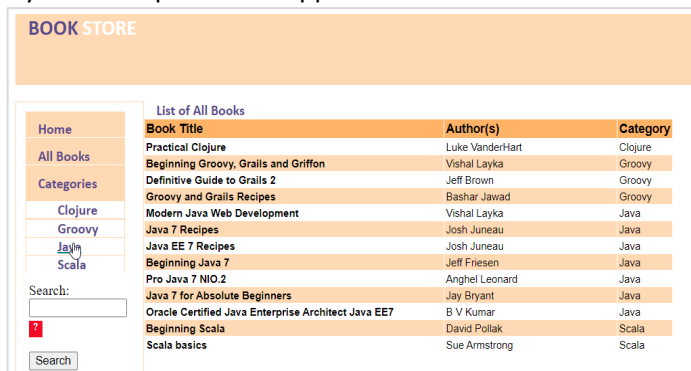 BOOK STORE
Home
All Books
Categories
Clojure
Groovy
Java
Scala
Search:
?
Search
List of All Books
Book Title Author(s) Category
Practical Clojure Luke VanderHart Clojure
Beginning Groovy, Grails and Griffon Vishal Layka Groovy
Definitive Guide to Grails 2 Jeff Brown Groovy
Groovy and Grails Recipes Bashar Jawad Groovy
Modern Java Web Development Vishal Layka Java
Java 7 Recipes Josh Juneau Java
Java EE 7 Recipes Josh Juneau Java
Beginning Java 7 Jeff Friesen Java
Pro Java 7 NIO.2 Anghel Leonard Java
Java 7 for Absolute Beginners Jay Bryant Java
Oracle Certified Java Enterprise Architect Java EE7 B V Kumar Java
Beginning Scala David Pollak Scala
Scala basics Sue Armstrong Scala